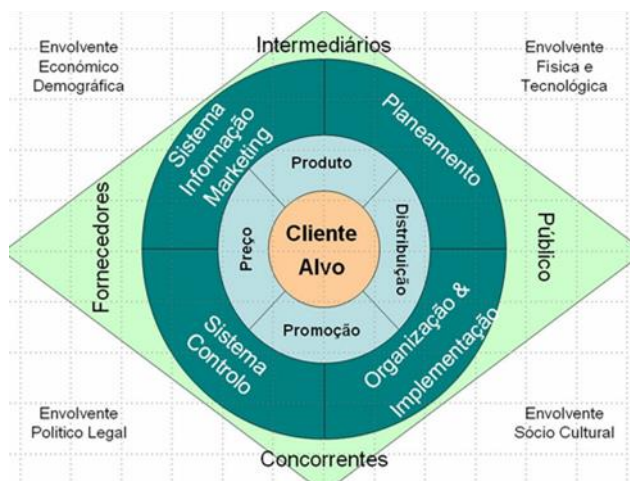 Envolvente
Económico
Demográfica
Intermediários
Envolvente
Física e
Tecnológica
Sistema
Informação
Marketing
Planeamento
Produto
Fornecedores
Preço
Cliente
Alvo
Distribuição
Público
Promoção
Sistema
Controlo
Organização &
Implementação
Envolvente
Politico Legal
Concorrentes
Envolvente
Sócio Cultural